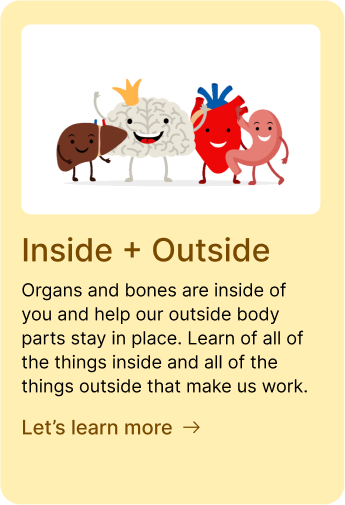 Inside + Outside
Organs and bones are inside of
you and help our outside body
parts stay in place. Learn of all of
the things inside and all of the
things outside that make us work.
Let’s learn more →